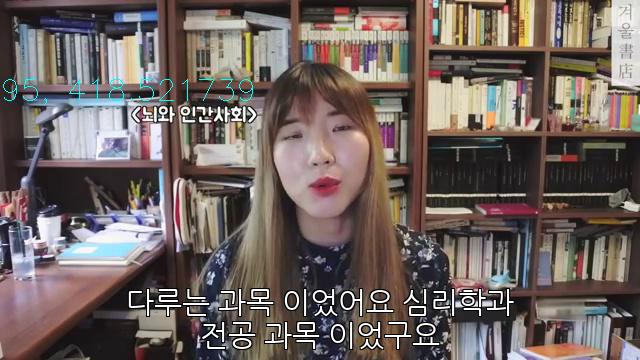 95, 418.521739
<뇌와 인간사회>
겨울書店
다루는 과목 이었어요 심리학과
전공 과목 이었구요